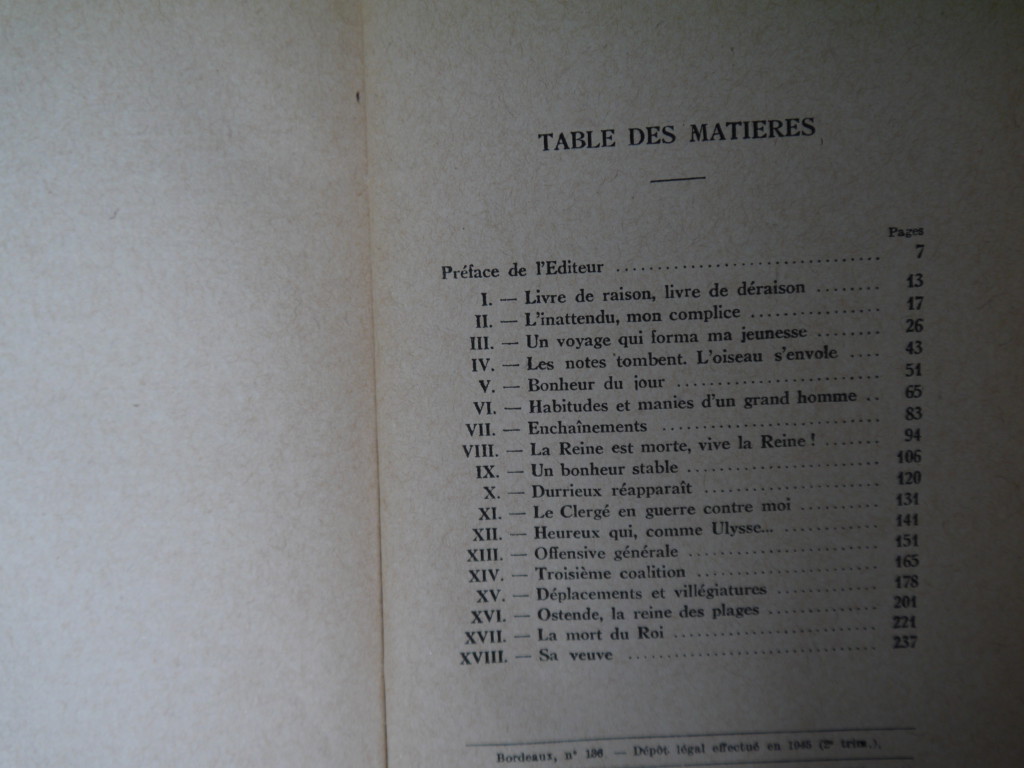 TABLE DES MATIERES
Pages
Préface de l'Editeur ................................ 7
I. — Livre de raison, livre de déraison ........ 13
II. — L'inattendu, mon complice ................ 17
III. — Un voyage qui forma ma jeunesse ........ 26
IV. — Les notes tombent. L'oiseau s'envole .... 43
V. — Bonheur du jour ......................... 51
VI. — Habitudes et manies d'un grand homme .. 65
VII. — Enchaînements ........................... 83
VIII. — La Reine est morte, vive la Reine ! ....... 94
IX. — Un bonheur stable ........................ 106
X. — Durrieux réapparaît ...................... 120
XI. — Le Clergé en guerre contre moi .......... 131
XII. — Heureux qui, comme Ulysse... ............ 141
XIII. — Offensive générale ........................ 151
XIV. — Troisième coalition ....................... 165
XV. — Déplacements et villégiatures ............. 178
XVI. — Ostende, la reine des plages .............. 201
XVII. — La mort du Roi .......................... 221
XVIII. — Sa veuve ................................ 237
Bordeaux, n° 186 — Dépôt légal effectué en 1945 (2e trim.).